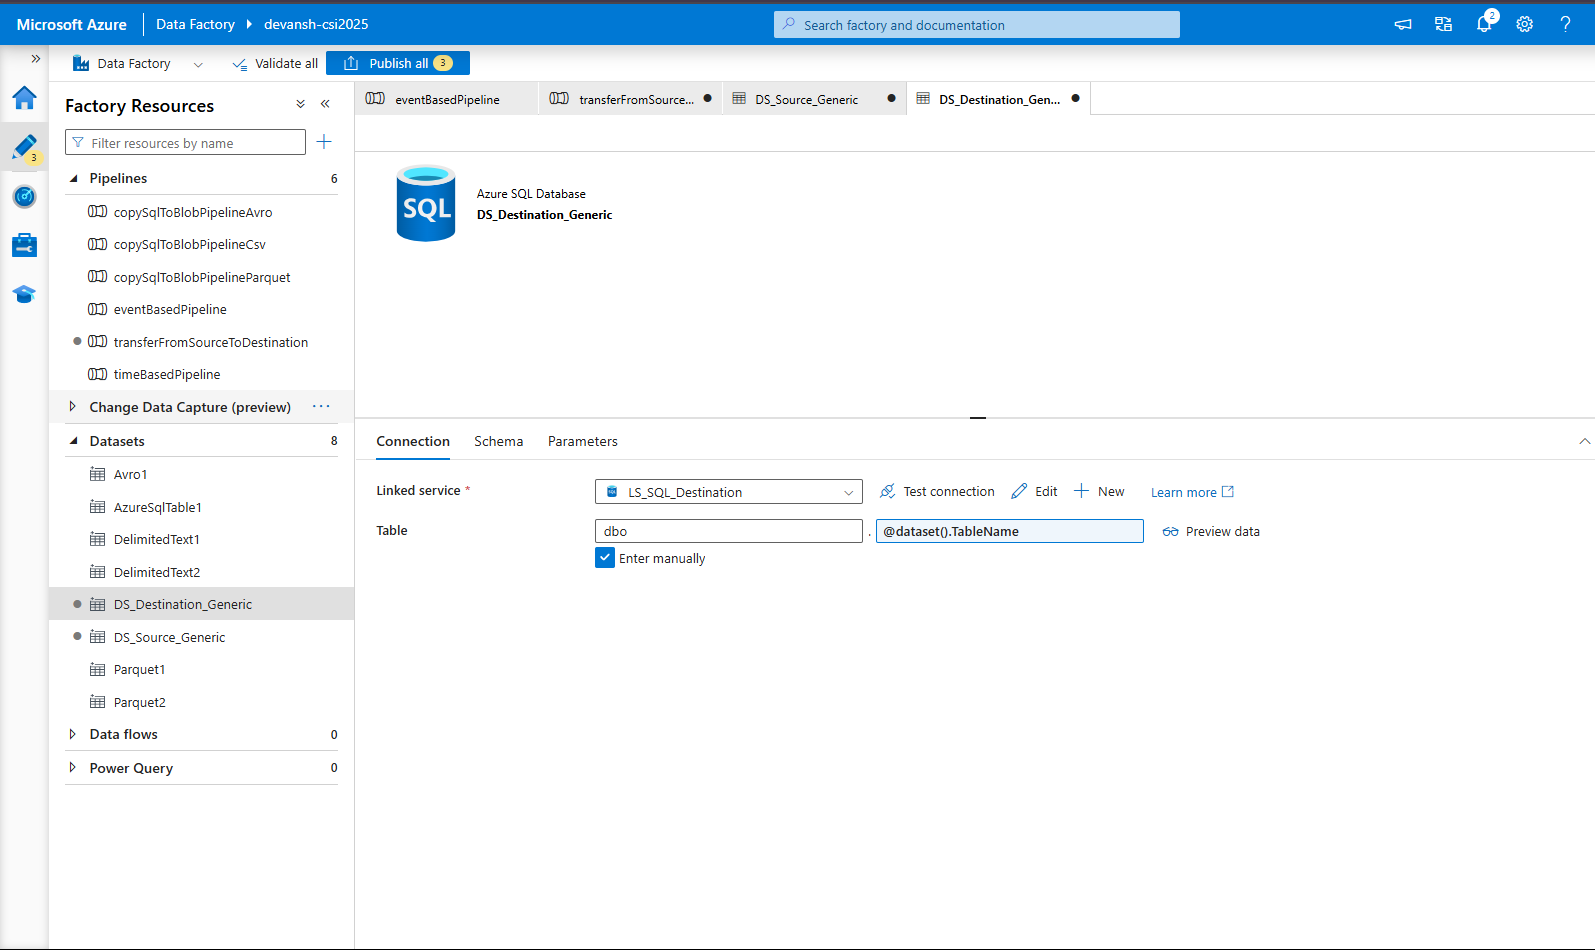 Microsoft Azure
Data Factory
devansh-csi2025
Search factory and documentation
2
Data Factory
Validate all
Publish all
3
3
Factory Resources
Filter resources by name
Pipelines
6
copySqlToBlobPipelineAvro
copySqlToBlobPipelineCsv
copySqlToBlobPipelineParquet
eventBasedPipeline
transferFromSourceToDestination
timeBasedPipeline
Change Data Capture (preview)
Datasets
8
Avro1
AzureSqlTable1
DelimitedText1
DelimitedText2
DS_Destination_Generic
DS_Source_Generic
Parquet1
Parquet2
Data flows
0
Power Query
0
eventBasedPipeline
transferFromSource...
DS_Source_Generic
DS_Destination_Gen...
SQL
Azure SQL Database
DS_Destination_Generic
Connection
Schema
Parameters
Linked service *
LS_SQL_Destination
Test connection
Edit
New
Learn more
Table
dbo
.
@dataset().TableName
Preview data
Enter manually